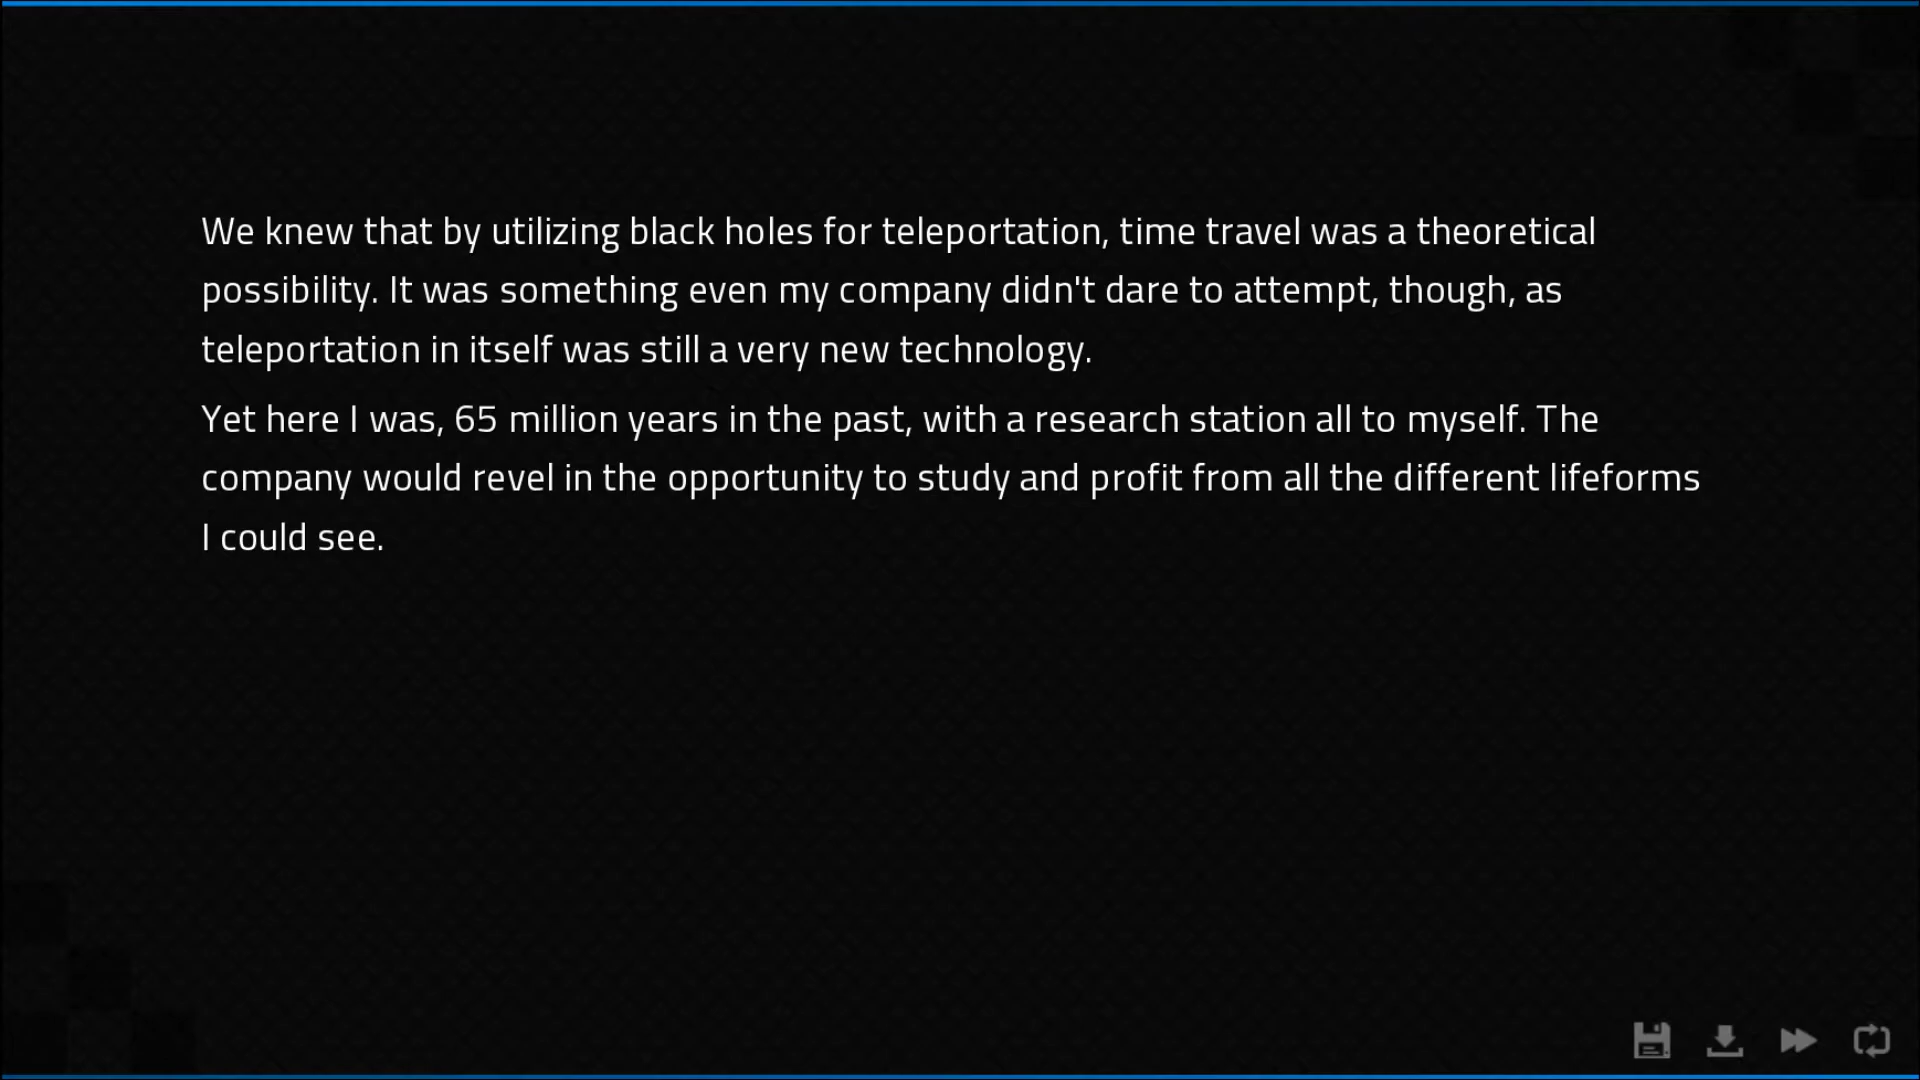 We knew that by utilizing black holes for teleportation, time travel was a theoretical
possibility. It was something even my company didn't dare to attempt, though, as
teleportation in itself was still a very new technology.
Yet here I was, 65 million years in the past, with a research station all to myself. The
company would revel in the opportunity to study and profit from all the different lifeforms
I could see.